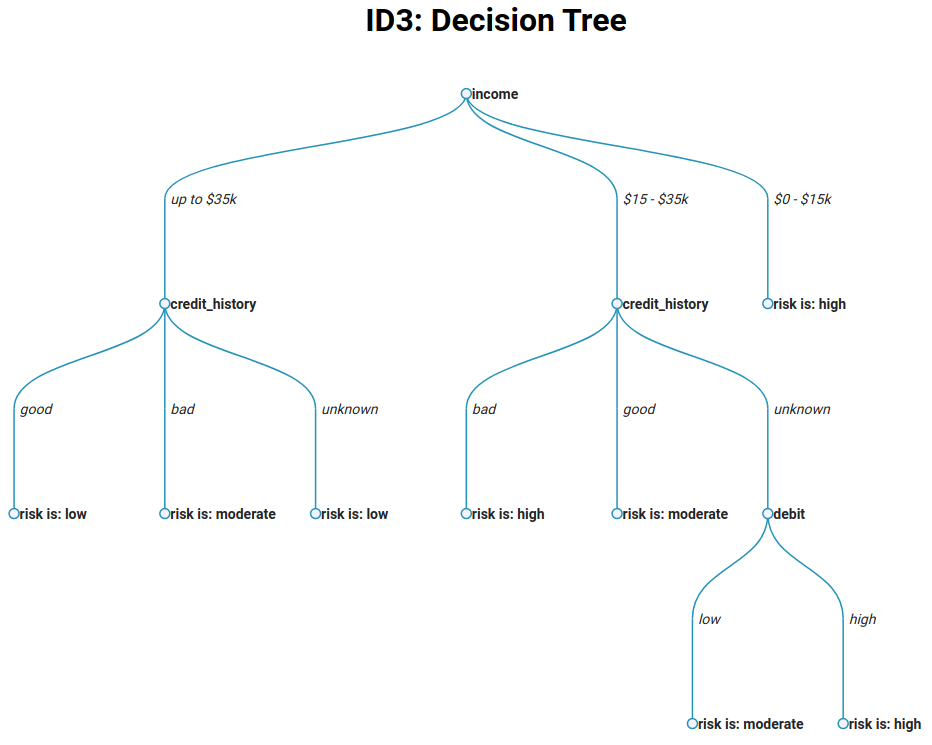 ID3: Decision Tree
income
up to $35k
$15 - $35k
$0 - $15k
credit_history
credit_history
risk is: high
good
bad
unknown
bad
good
unknown
risk is: low
risk is: moderate
risk is: low
risk is: high
risk is: moderate
debit
low
high
risk is: moderate
risk is: high